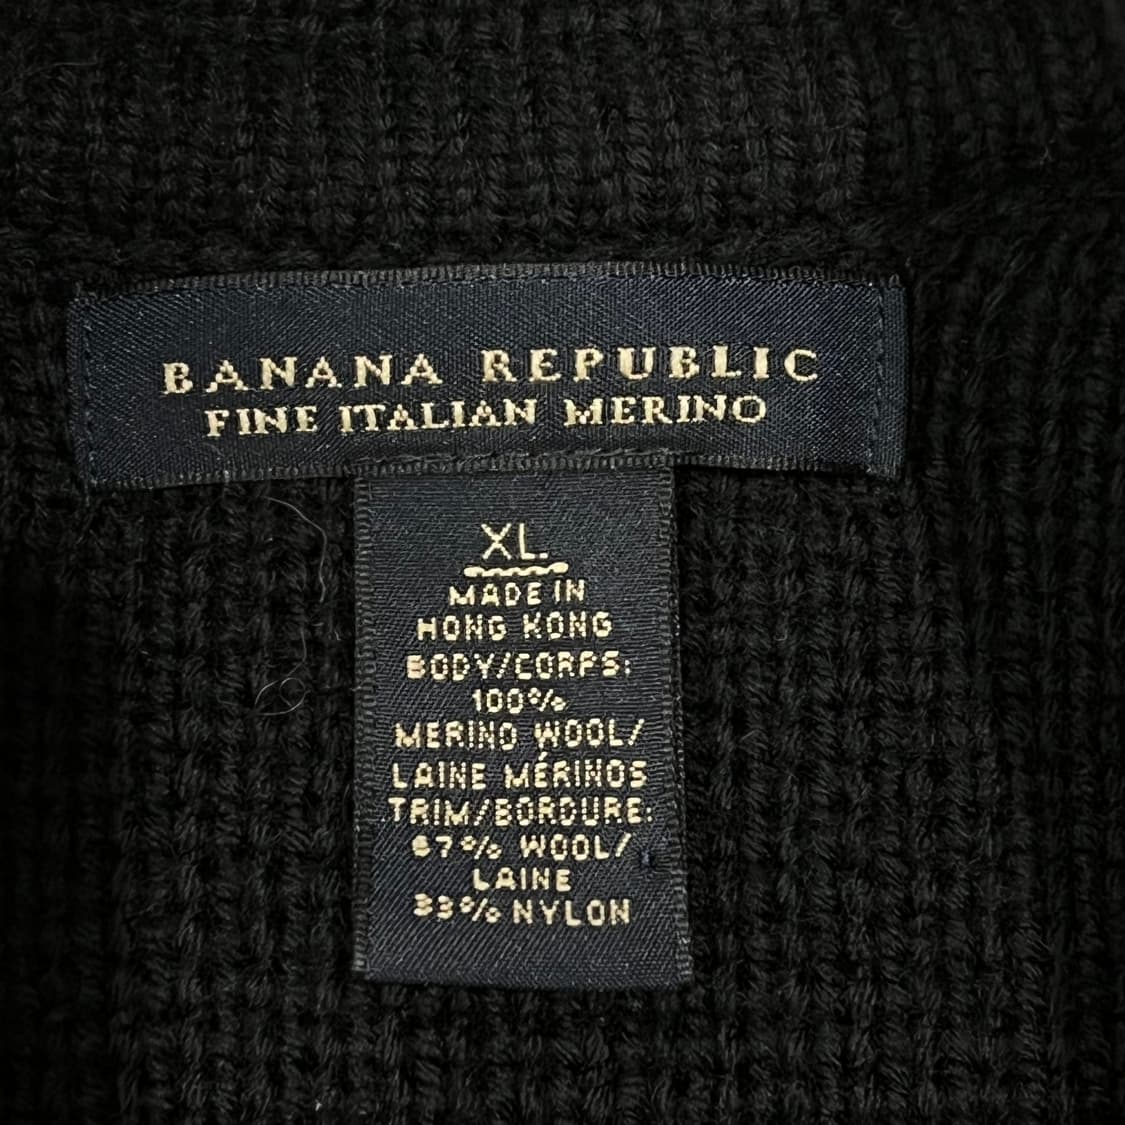 BANANA REPUBLIC
FINE ITALIAN MERINO
XL.
MADE IN
HONG KONG
BODY/CORPS:
100%
MERINO WOOL/
LAINE MÉRINOS
TRIM/BORDURE:
67% WOOL/
LAINE
33% NYLON